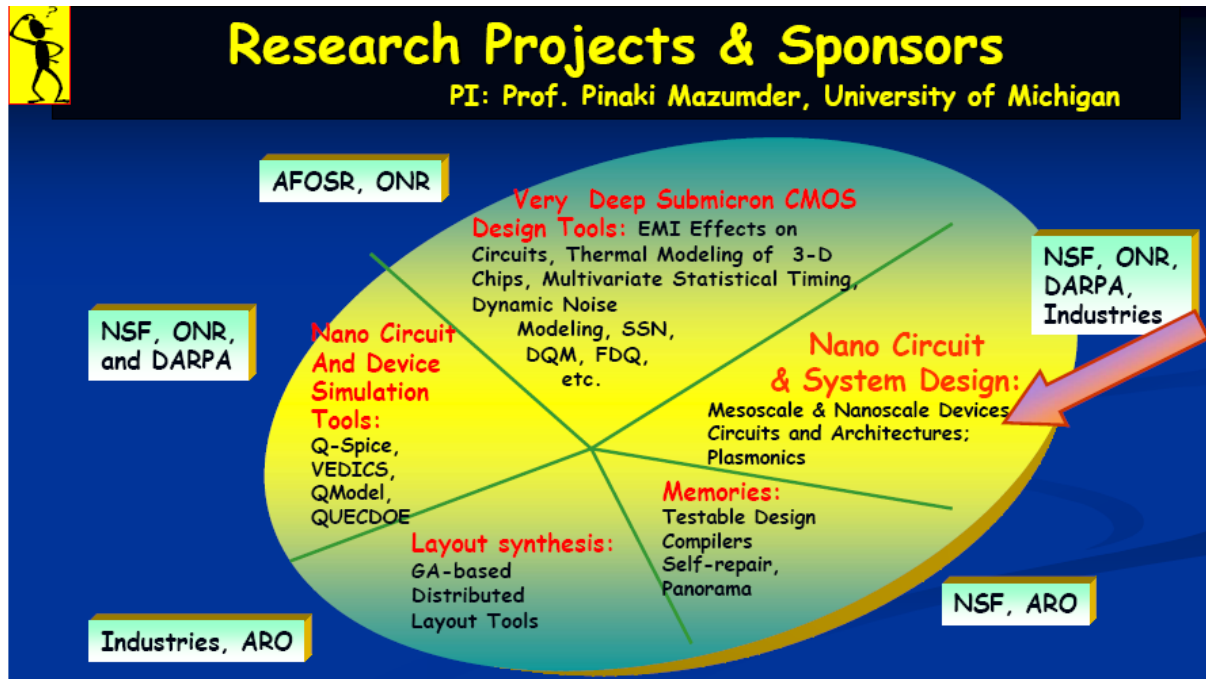 ?
Research Projects & Sponsors
PI: Prof. Pinaki Mazumder, University of Michigan
AFOSR, ONR
Very Deep Submicron CMOS
Design Tools: EMI Effects on
Circuits, Thermal Modeling of 3-D
Chips, Multivariate Statistical Timing,
Dynamic Noise
Modeling, SSN,
DQM, FDQ,
etc.
NSF, ONR,
DARPA,
Industries
NSF, ONR,
and DARPA
Nano Circuit
And Device
Simulation
Tools:
Q-Spice,
VEDICS,
QModel,
QUECDOE
Nano Circuit
& System Design:
Mesoscale & Nanoscale Devices
Circuits and Architectures;
Plasmonics
Memories:
Testable Design
Compilers
Self-repair,
Panorama
Layout synthesis:
GA-based
Distributed
Layout Tools
NSF, ARO
Industries, ARO